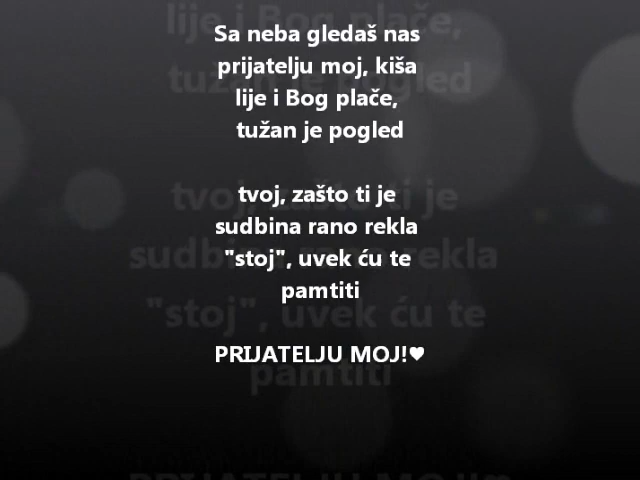 Sa neba gledaš nas
prijatelju moj, kiša
lije i Bog plače,
tužan je pogled
tvoj, zašto ti je
sudbina rano rekla
"stoj", uvek ću te
pamtiti
PRIJATELJU MOJ!♥